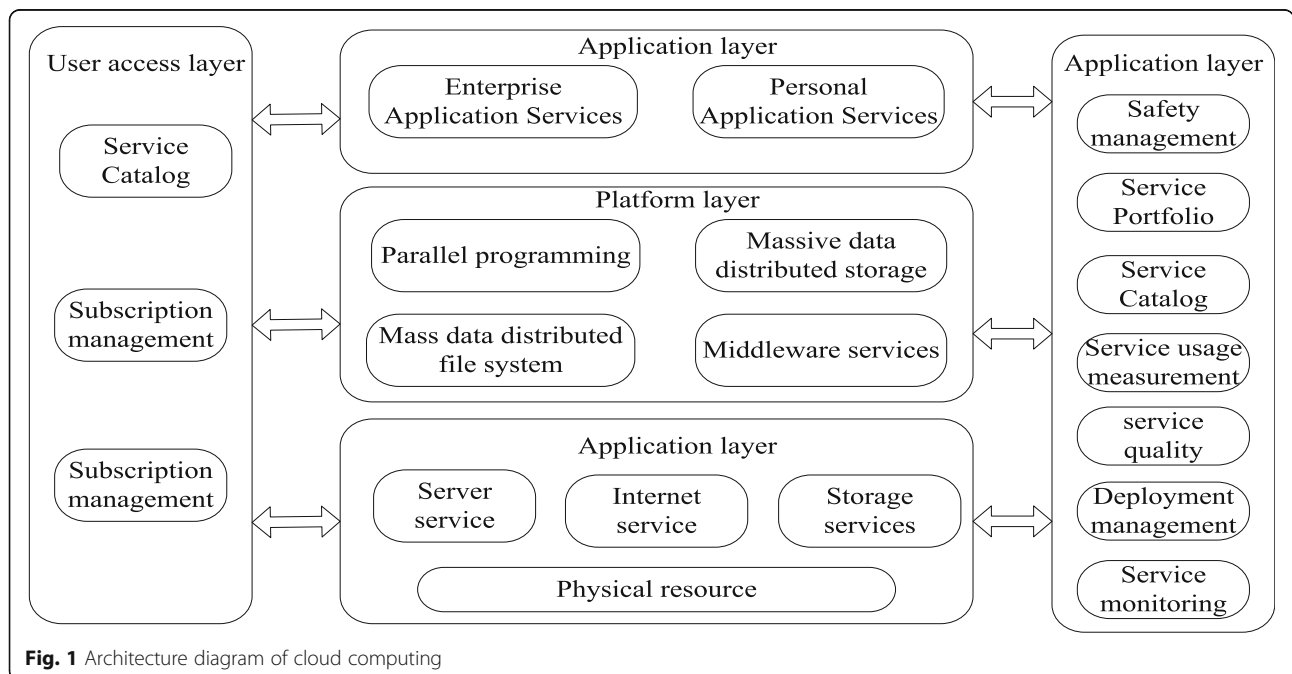 User access layer
Service
Catalog
Subscription
management
Subscription
management
Application layer
Enterprise
Application Services
Personal
Application Services
Platform layer
Parallel programming
Massive data
distributed storage
Mass data distributed
file system
Middleware services
Application layer
Server
service
Internet
service
Storage
services
Physical resource
Application layer
Safety
management
Service
Portfolio
Service
Catalog
Service usage
measurement
service
quality
Deployment
management
Service
monitoring
Fig. 1 Architecture diagram of cloud computing